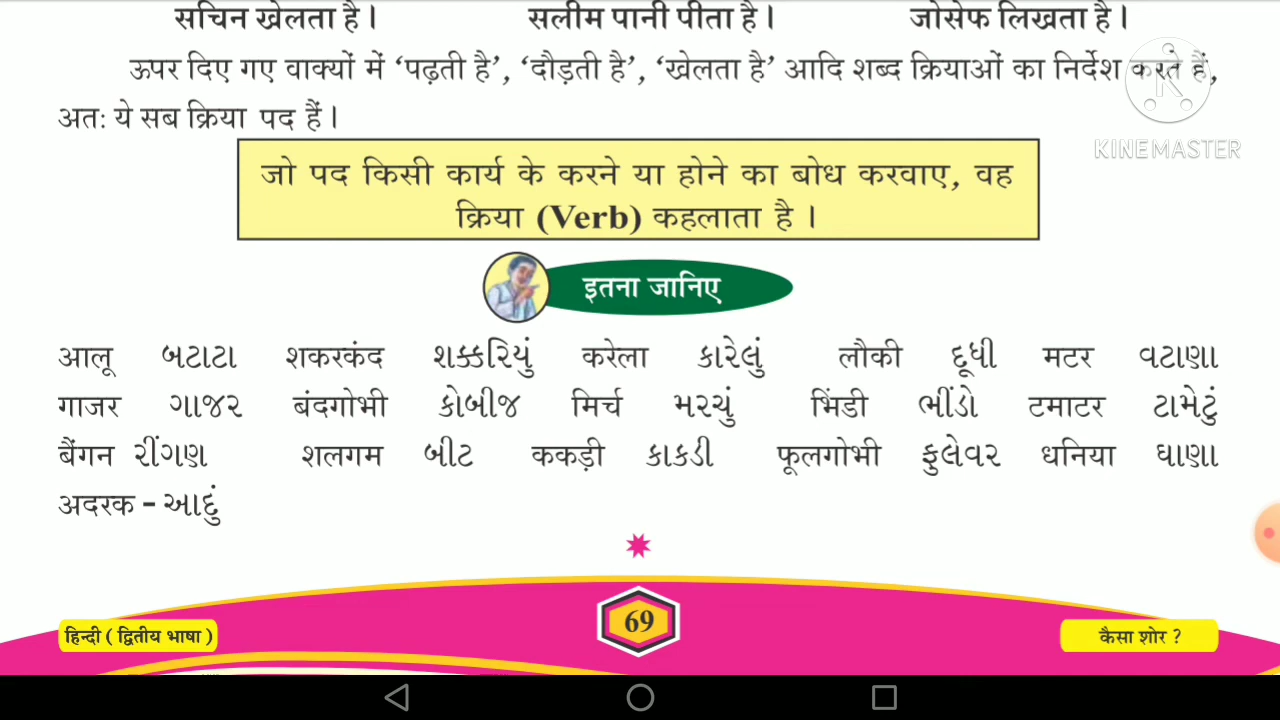 सचिन खेलता है। सलीम पानी पीता है। जोसेफ लिखता है।
ऊपर दिए गए वाक्यों में ‘पढ़ती है’, ‘दौड़ती है’, ‘खेलता है’ आदि शब्द क्रियाओं का निर्देश करते हैं,
अतः ये सब क्रिया पद हैं।
KINEMASTER
जो पद किसी कार्य के करने या होने का बोध करवाए, वह
क्रिया (Verb) कहलाता है ।
इतना जानिए
आलू બટાટા शकरकंद શક્કરિયું करेला કારેલું लौकी દૂધી मटर વટાણા
गाजर ગાજર बंदगोभी કોબીજ मिर्च મરચું भिंडी ભીંડો टमाटर ટામેટું
बैंगन રીંગણ शलगम બીટ ककड़ी કાકડી फूलगोभी ફુલેવર धनिया ધાણા
अदरक - આદું
69
हिन्दी ( द्वितीय भाषा ) कैसा शोर ?